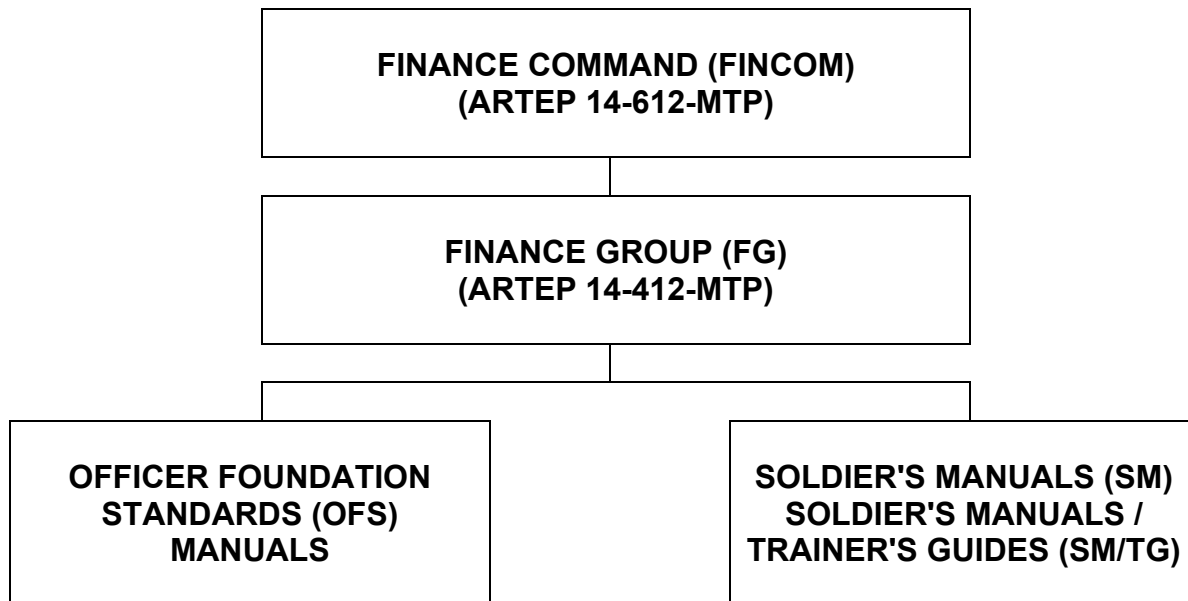 FINANCE COMMAND (FINCOM)
(ARTEP 14-612-MTP)
FINANCE GROUP (FG)
(ARTEP 14-412-MTP)
OFFICER FOUNDATION
STANDARDS (OFS)
MANUALS
SOLDIER'S MANUALS (SM)
SOLDIER'S MANUALS /
TRAINER'S GUIDES (SM/TG)